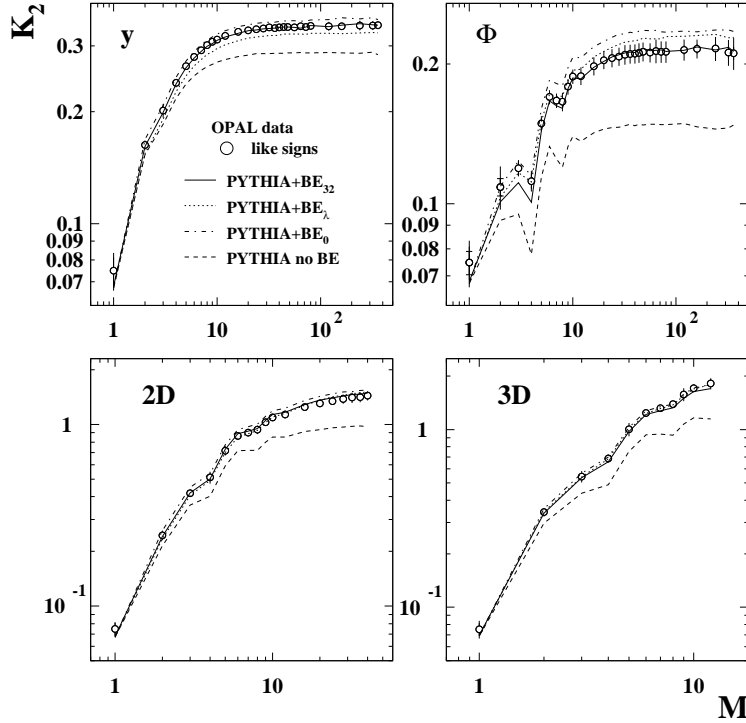 K₂
y
0.3
0.2
0.1
0.09
0.08
0.07
OPAL data
like signs
PYTHIA+BE₃₂
PYTHIA+BE_λ
PYTHIA+BE₀
PYTHIA no BE
1 10 10²
Φ
0.2
0.1
0.09
0.08
0.07
1 10 10²
2D
1
10⁻¹
1 10
3D
1
10⁻¹
1 10
M